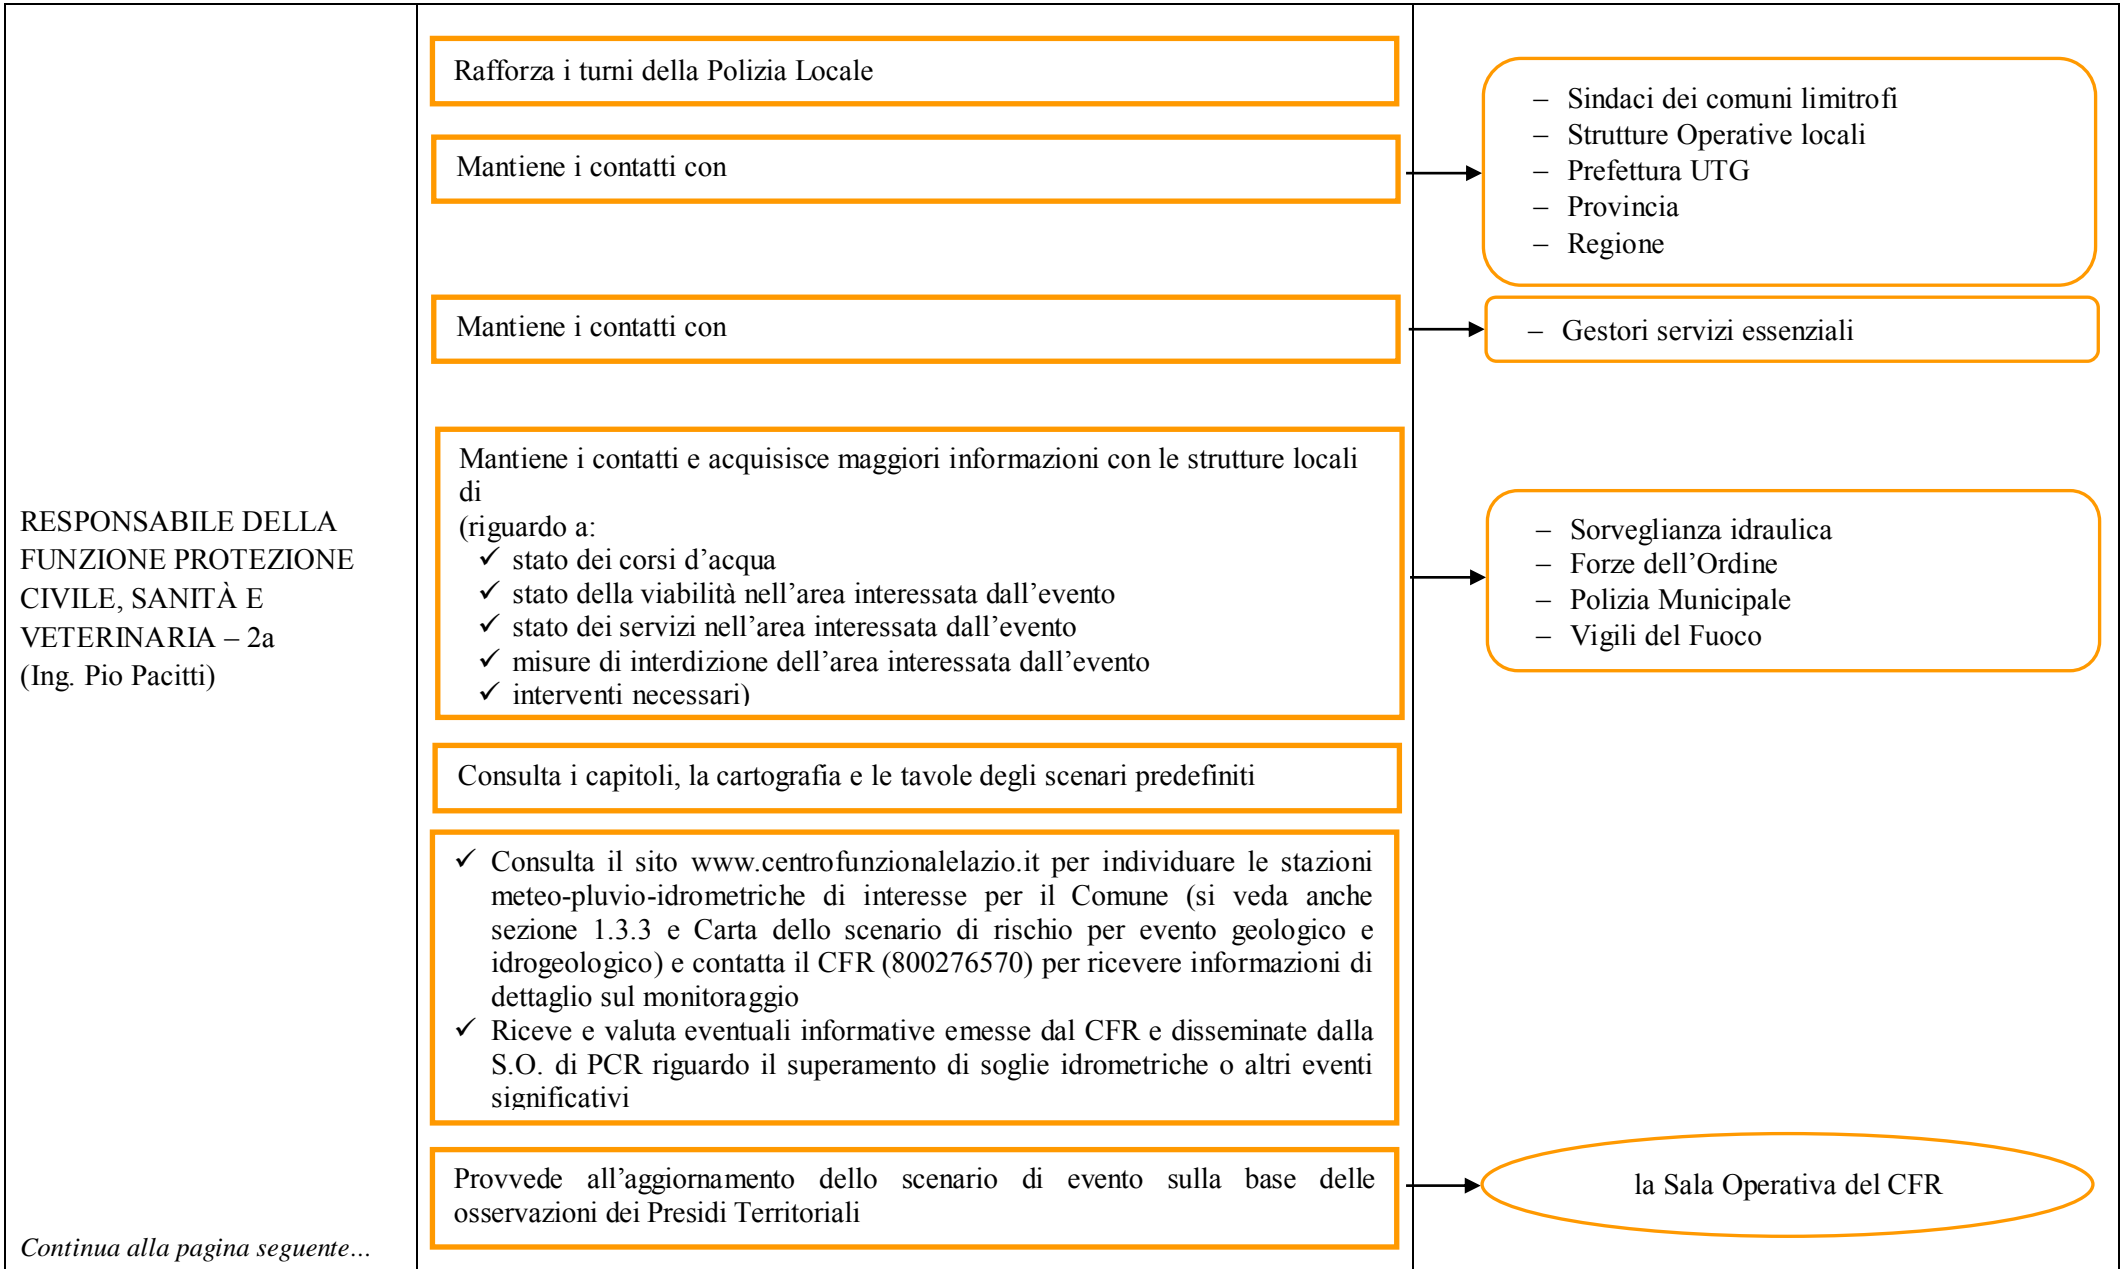 RESPONSABILE DELLA
FUNZIONE PROTEZIONE
CIVILE, SANITÀ E
VETERINARIA – 2a
(Ing. Pio Pacitti)
Continua alla pagina seguente…
Rafforza i turni della Polizia Locale
Mantiene i contatti con
– Sindaci dei comuni limitrofi
– Strutture Operative locali
– Prefettura UTG
– Provincia
– Regione
Mantiene i contatti con
– Gestori servizi essenziali
Mantiene i contatti e acquisisce maggiori informazioni con le strutture locali
di
(riguardo a:
✓ stato dei corsi d’acqua
✓ stato della viabilità nell’area interessata dall’evento
✓ stato dei servizi nell’area interessata dall’evento
✓ misure di interdizione dell’area interessata dall’evento
✓ interventi necessari)
– Sorveglianza idraulica
– Forze dell’Ordine
– Polizia Municipale
– Vigili del Fuoco
Consulta i capitoli, la cartografia e le tavole degli scenari predefiniti
✓ Consulta il sito www.centrofunzionalelazio.it per individuare le stazioni
meteo-pluvio-idrometriche di interesse per il Comune (si veda anche
sezione 1.3.3 e Carta dello scenario di rischio per evento geologico e
idrogeologico) e contatta il CFR (800276570) per ricevere informazioni di
dettaglio sul monitoraggio
✓ Riceve e valuta eventuali informative emesse dal CFR e disseminate dalla
S.O. di PCR riguardo il superamento di soglie idrometriche o altri eventi
significativi
Provvede all’aggiornamento dello scenario di evento sulla base delle
osservazioni dei Presidi Territoriali
la Sala Operativa del CFR